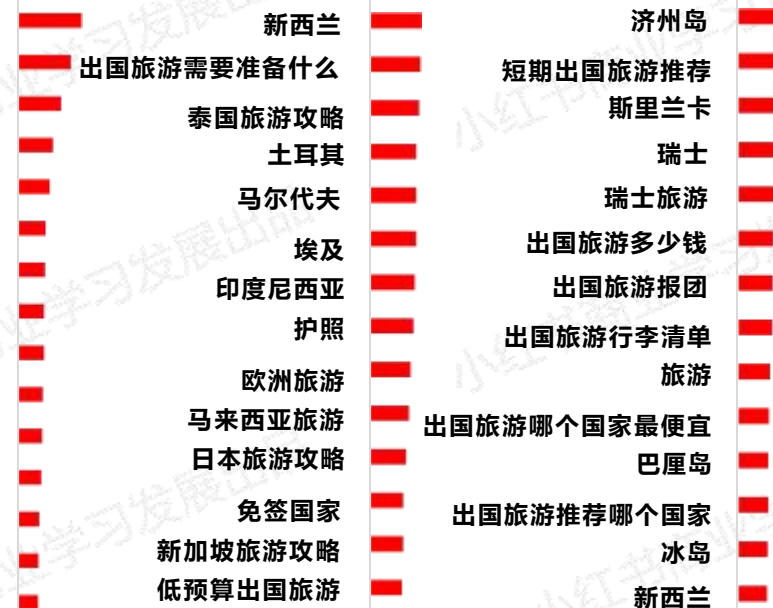 新西兰
出国旅游需要准备什么
泰国旅游攻略
土耳其
马尔代夫
埃及
印度尼西亚
护照
欧洲旅游
马来西亚旅游
日本旅游攻略
免签国家
新加坡旅游攻略
低预算出国旅游
济州岛
短期出国旅游推荐
斯里兰卡
瑞士
瑞士旅游
出国旅游多少钱
出国旅游报团
出国旅游行李清单
旅游
出国旅游哪个国家最便宜
巴厘岛
出国旅游推荐哪个国家
冰岛
新西兰